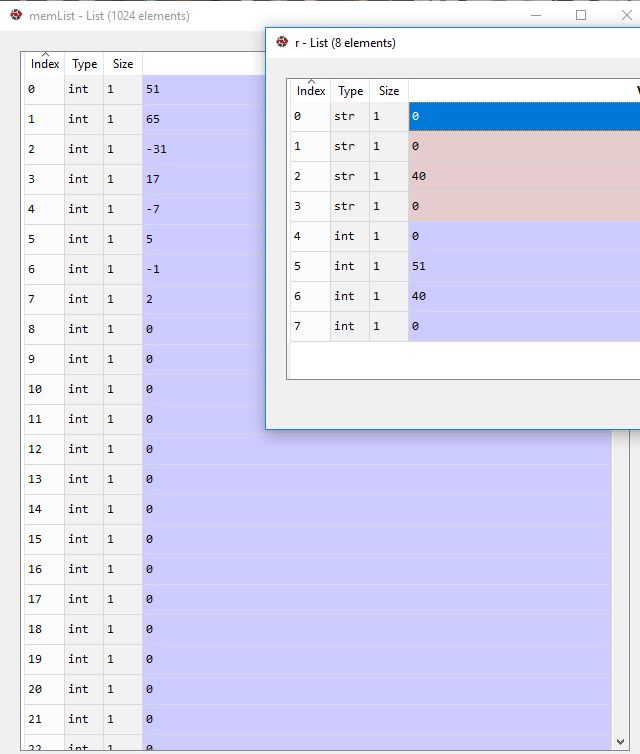 memList - List (1024 elements)
Index Type Size
0 int 1 51
1 int 1 65
2 int 1 -31
3 int 1 17
4 int 1 -7
5 int 1 5
6 int 1 -1
7 int 1 2
8 int 1 0
9 int 1 0
10 int 1 0
11 int 1 0
12 int 1 0
13 int 1 0
14 int 1 0
15 int 1 0
16 int 1 0
17 int 1 0
18 int 1 0
19 int 1 0
20 int 1 0
21 int 1 0
22 int 1 0
r - List (8 elements)
Index Type Size
0 str 1 0
1 str 1 0
2 str 1 40
3 str 1 0
4 int 1 0
5 int 1 51
6 int 1 40
7 int 1 0